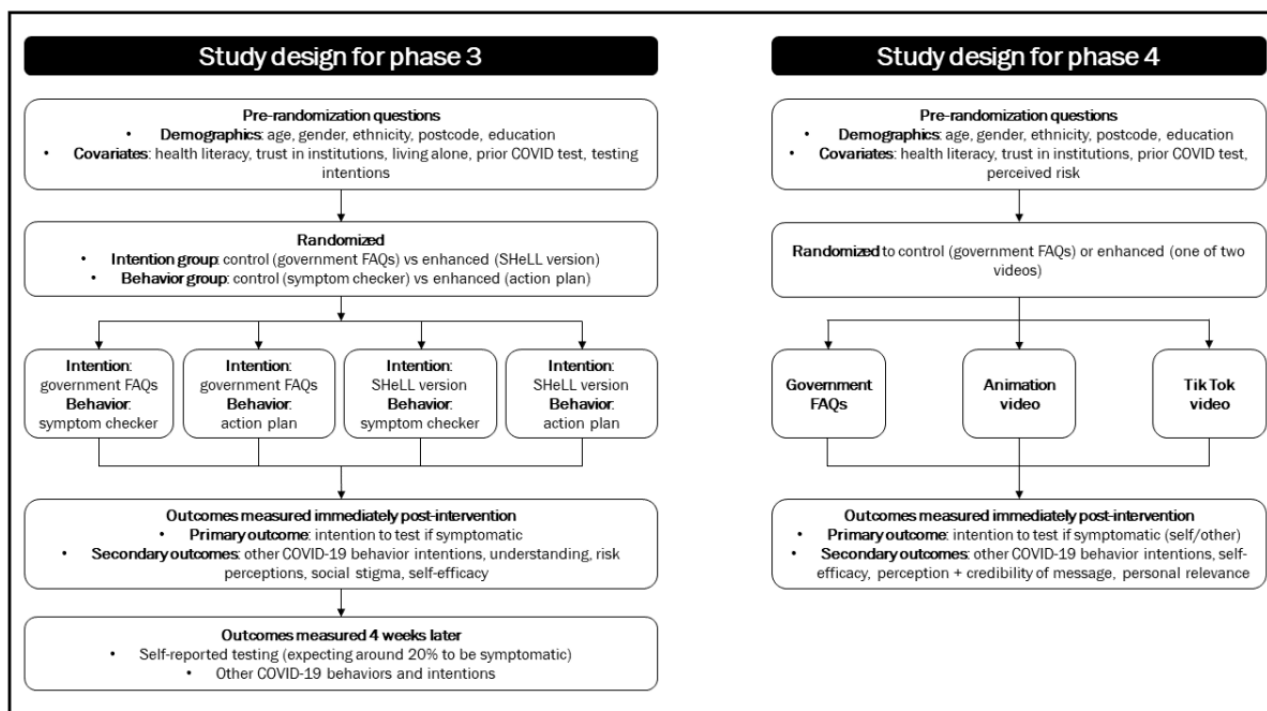 Study design for phase 3
Pre-randomization questions
• Demographics: age, gender, ethnicity, postcode, education
• Covariates: health literacy, trust in institutions, living alone, prior COVID test, testing
intentions
Randomized
• Intention group: control (government FAQs) vs enhanced (SHeLL version)
• Behavior group: control (symptom checker) vs enhanced (action plan)
Intention:
government FAQs
Behavior:
symptom checker
Intention:
government FAQs
Behavior:
action plan
Intention:
SHeLL version
Behavior:
symptom checker
Intention:
SHeLL version
Behavior:
action plan
Outcomes measured immediately post-intervention
• Primary outcome: intention to test if symptomatic
• Secondary outcomes: other COVID-19 behavior intentions, understanding, risk
perceptions, social stigma, self-efficacy
Outcomes measured 4 weeks later
• Self-reported testing (expecting around 20% to be symptomatic)
• Other COVID-19 behaviors and intentions
Study design for phase 4
Pre-randomization questions
• Demographics: age, gender, ethnicity, postcode, education
• Covariates: health literacy, trust in institutions, prior COVID test,
perceived risk
Randomized to control (government FAQs) or enhanced (one of two
videos)
Government
FAQs
Animation
video
Tik Tok
video
Outcomes measured immediately post-intervention
• Primary outcome: intention to test if symptomatic (self/other)
• Secondary outcomes: other COVID-19 behavior intentions, self-
efficacy, perception + credibility of message, personal relevance